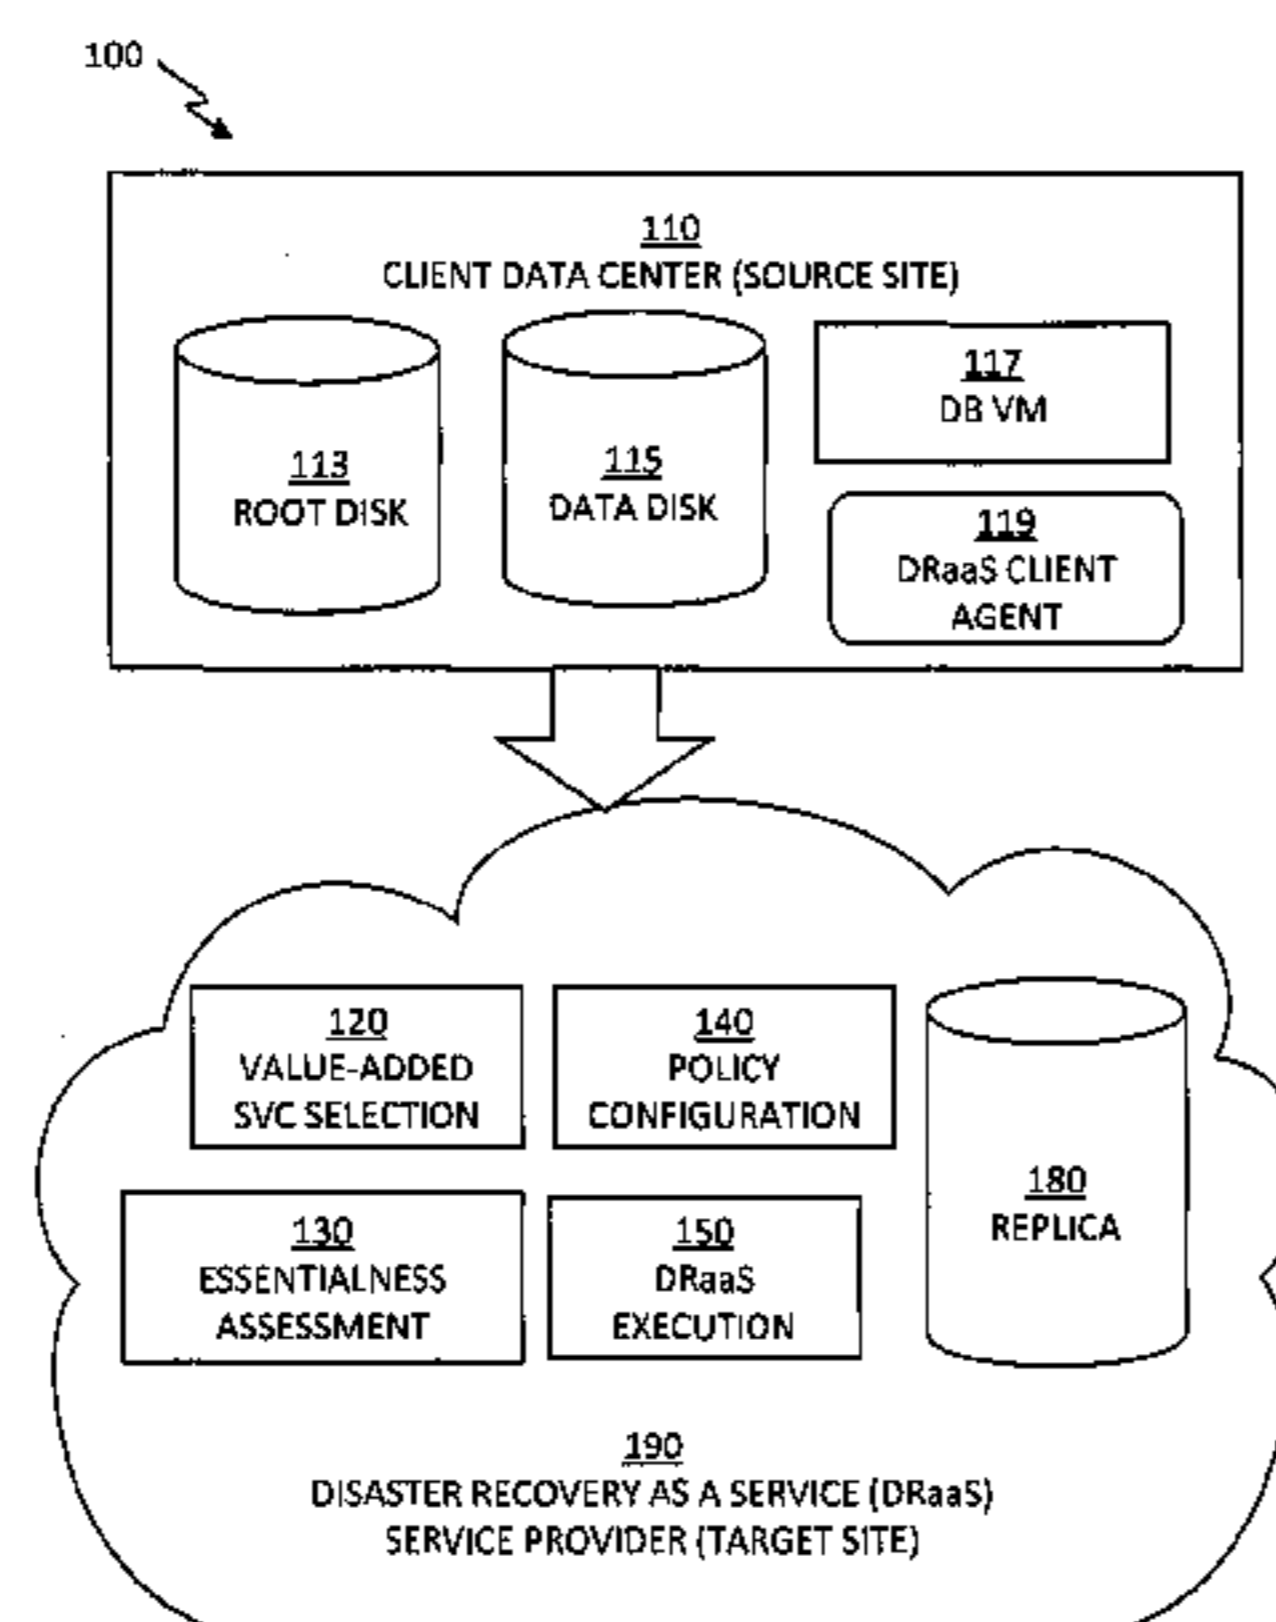 100
110
CLIENT DATA CENTER (SOURCE SITE)
113
ROOT DISK
115
DATA DISK
117
DB VM
119
DRaaS CLIENT
AGENT
120
VALUE-ADDED
SVC SELECTION
140
POLICY
CONFIGURATION
130
ESSENTIALNESS
ASSESSMENT
150
DRaaS
EXECUTION
180
REPLICA
190
DISASTER RECOVERY AS A SERVICE (DRaaS)
SERVICE PROVIDER (TARGET SITE)